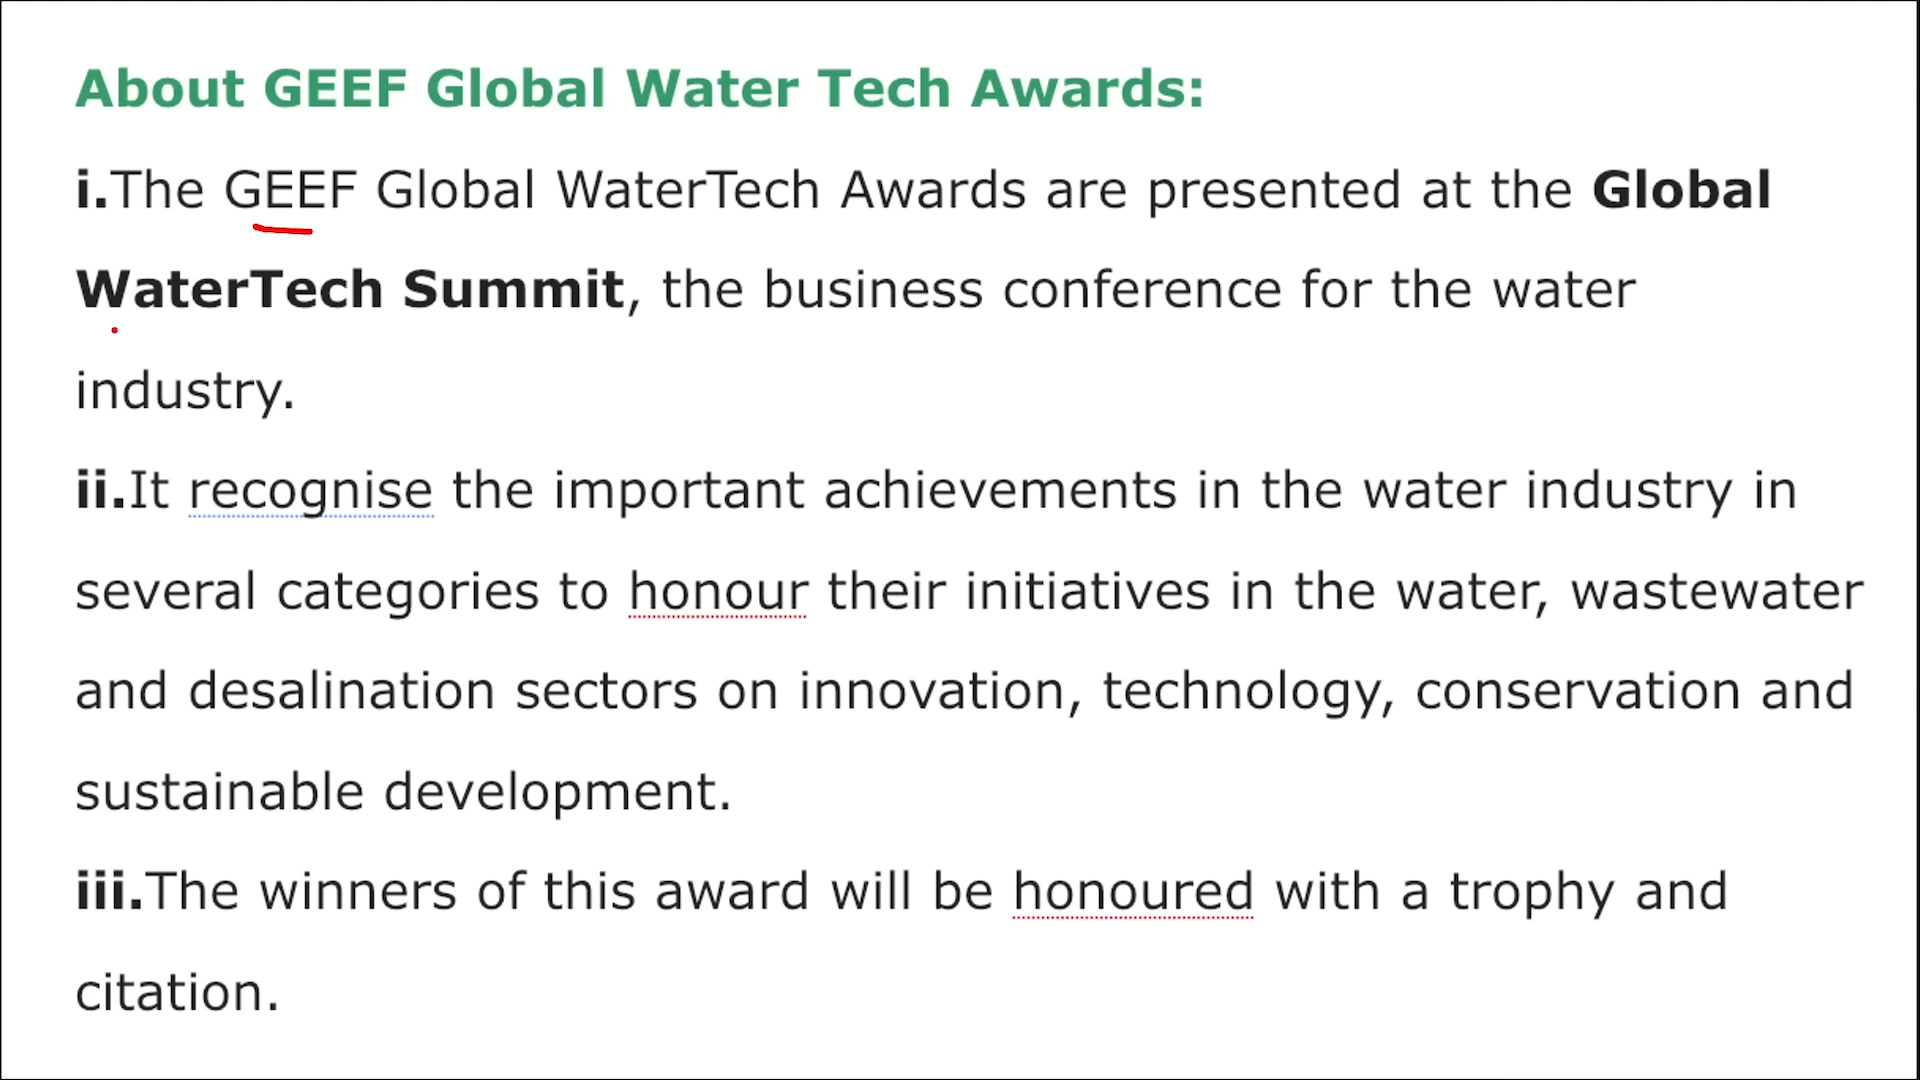 About GEEF Global Water Tech Awards:
i.The GEEF Global WaterTech Awards are presented at the Global
WaterTech Summit, the business conference for the water
industry.
ii.It recognise the important achievements in the water industry in
several categories to honour their initiatives in the water, wastewater
and desalination sectors on innovation, technology, conservation and
sustainable development.
iii.The winners of this award will be honoured with a trophy and
citation.